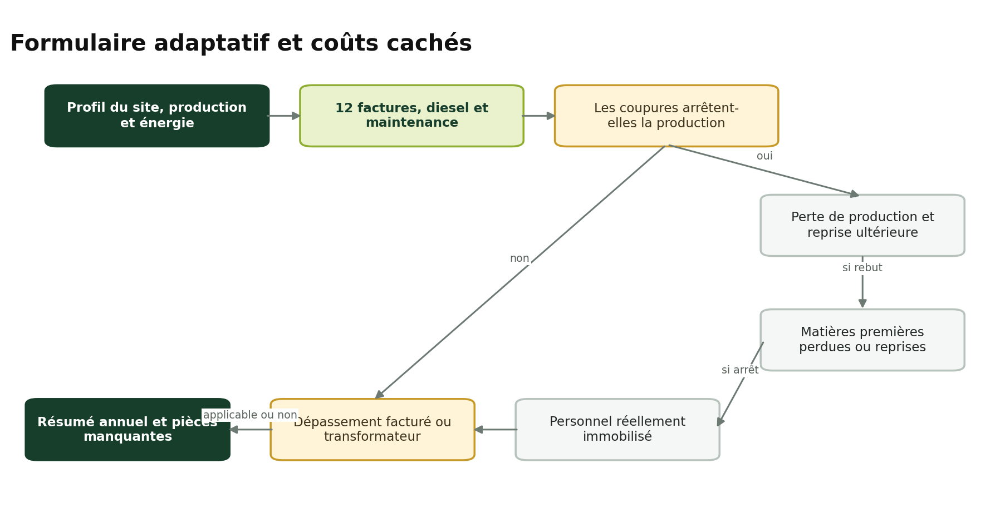 Formulaire adaptatif et coûts cachés
Profil du site, production
et énergie
12 factures, diesel et
maintenance
Les coupures arrêtent-
elles la production
oui
Perte de production et
reprise ultérieure
non
si rebut
Matières premières
perdues ou reprises
si arrêt
Résumé annuel et pièces
manquantes
applicable ou non
Dépassement facturé ou
transformateur
Personnel réellement
immobilisé